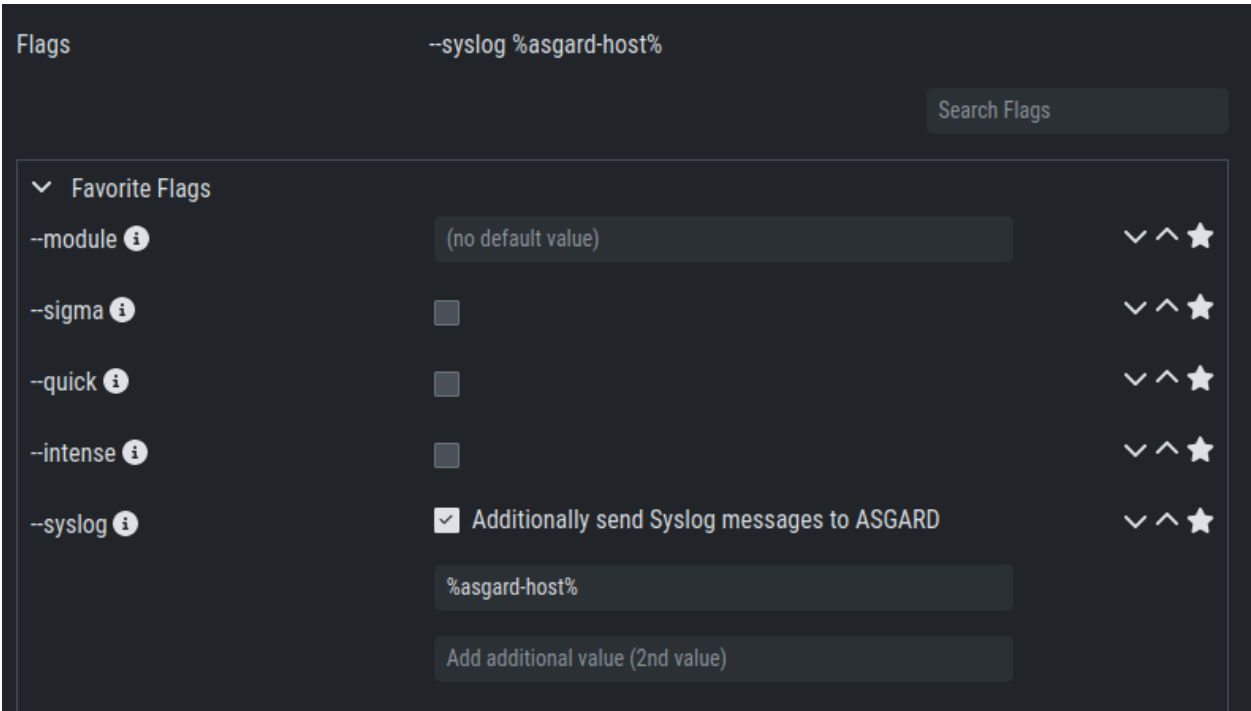 Flags --syslog %asgard-host%
Search Flags
Favorite Flags
--module (no default value)
--sigma
--quick
--intense
--syslog Additionally send Syslog messages to ASGARD
%asgard-host%
Add additional value (2nd value)